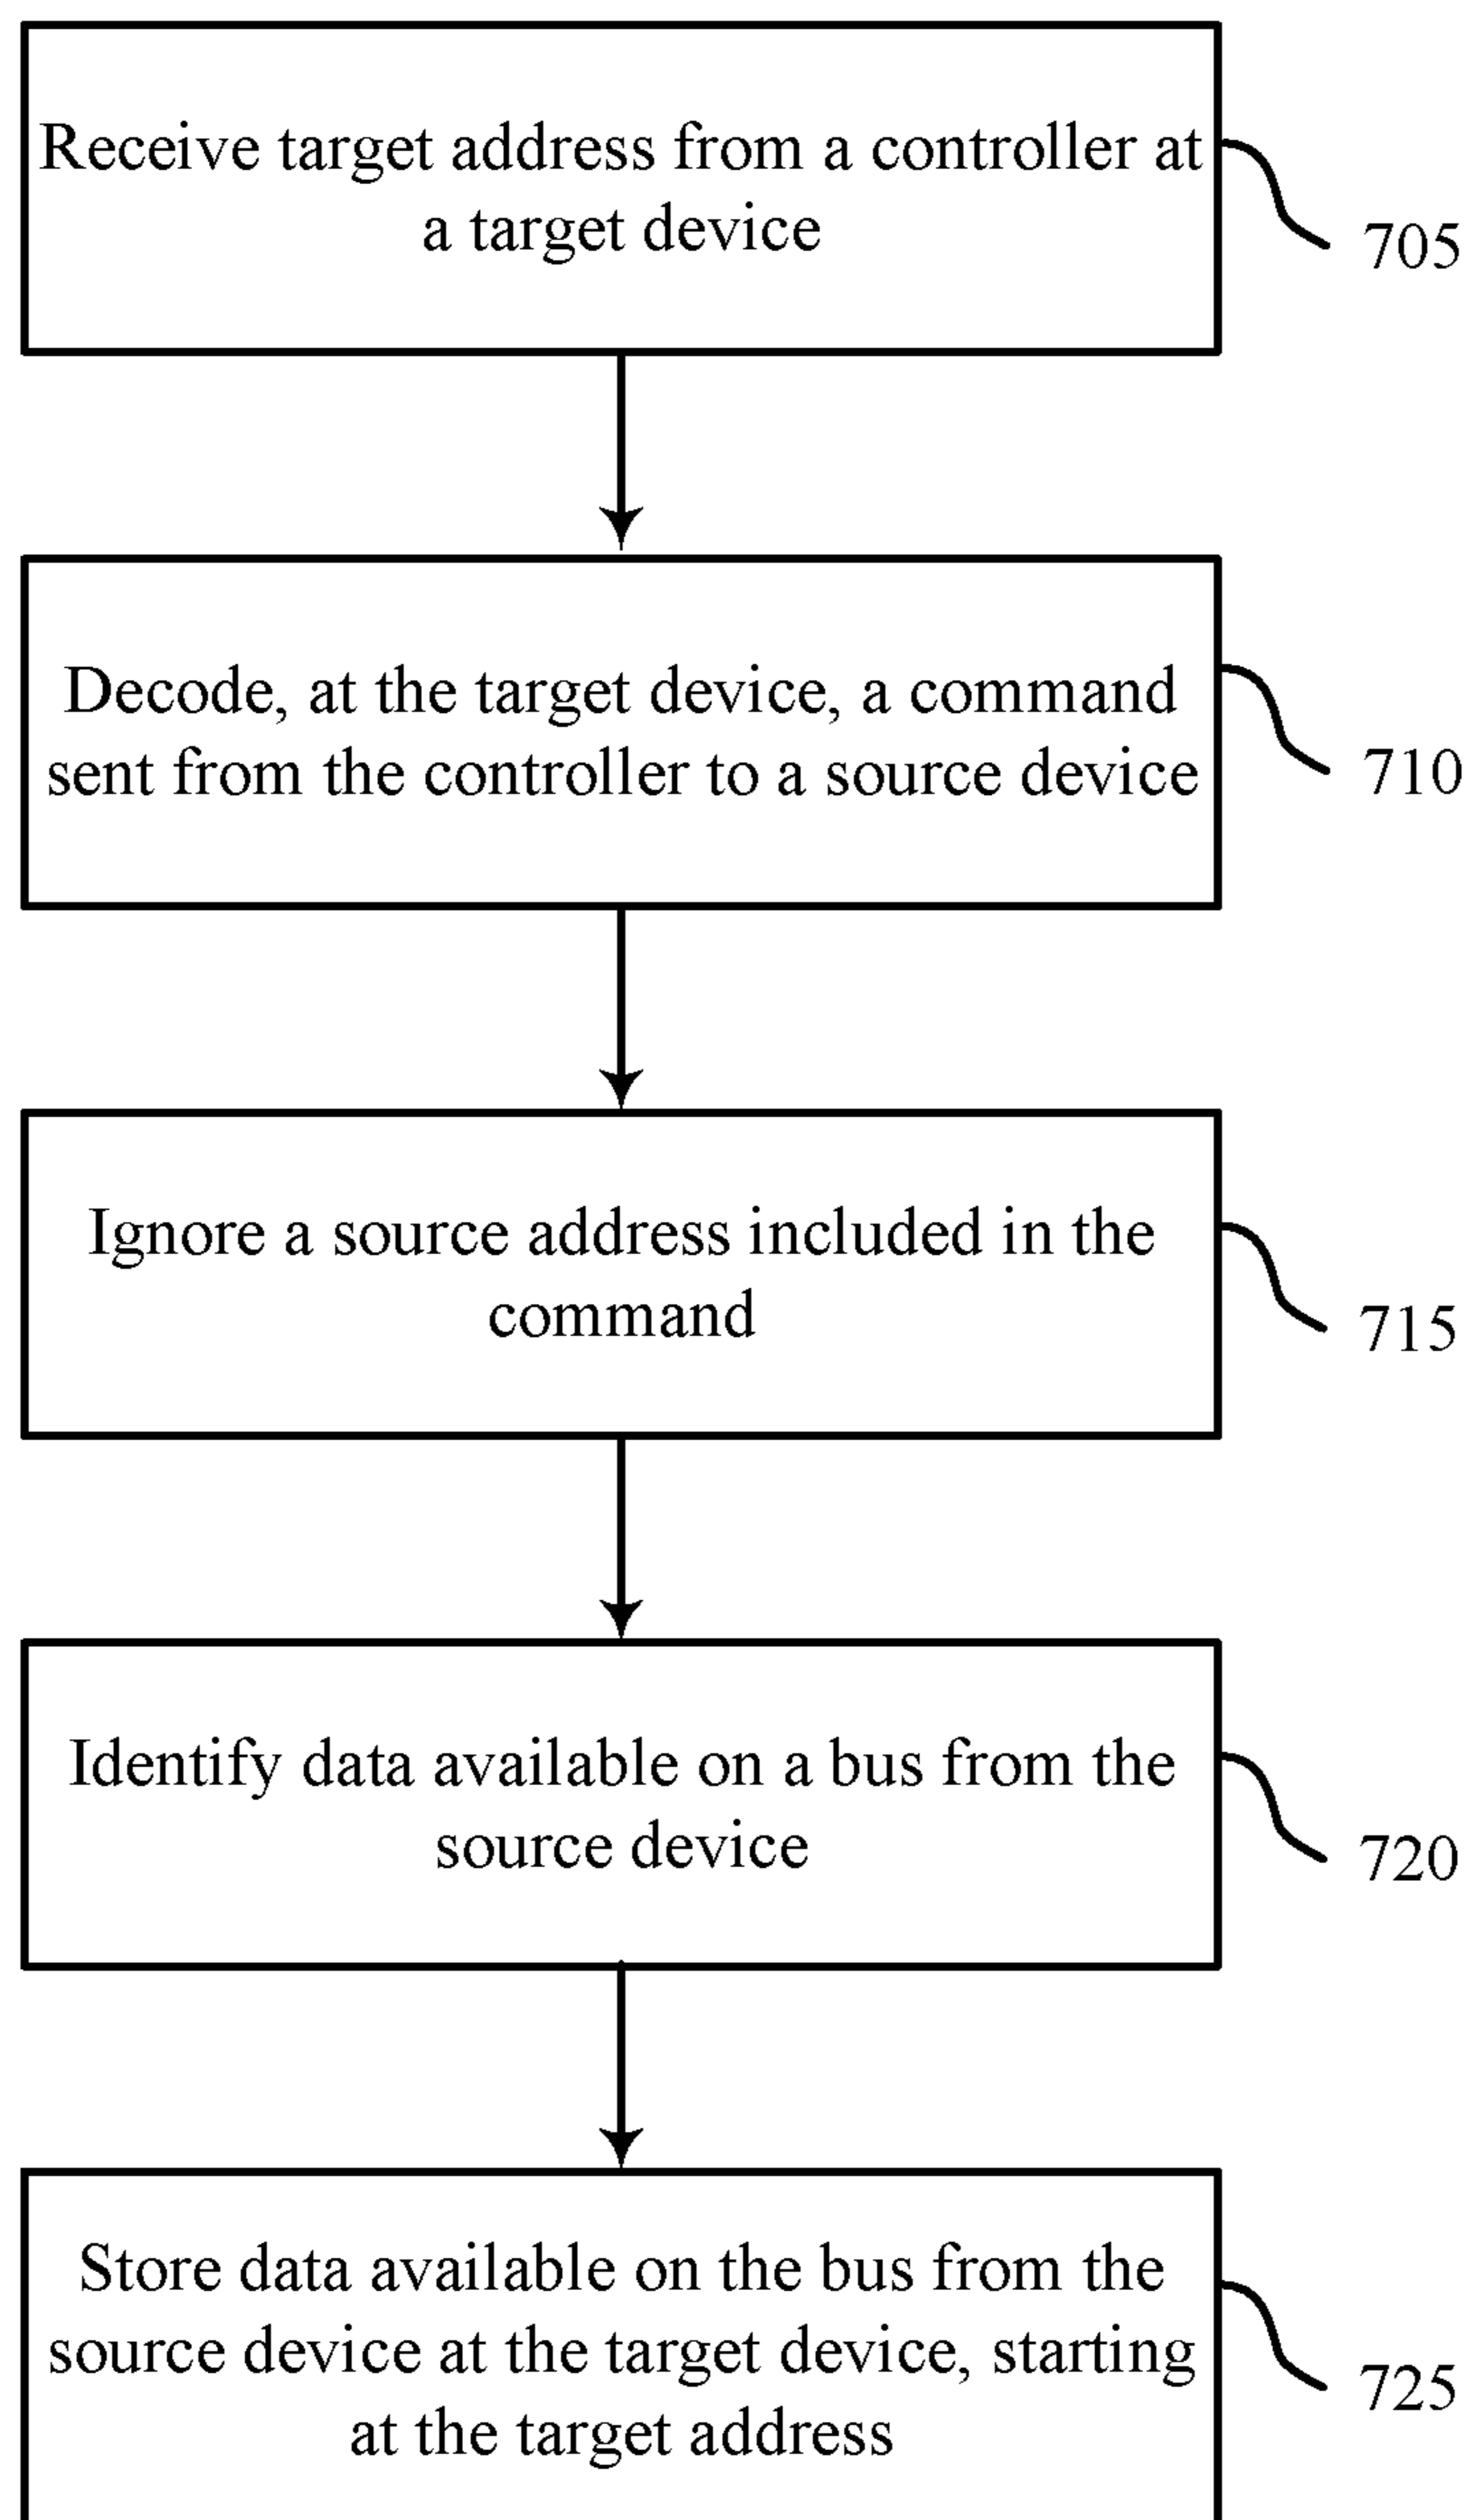 Receive target address from a controller at
a target device
705
Decode, at the target device, a command
sent from the controller to a source device
710
Ignore a source address included in the
command
715
Identify data available on a bus from the
source device
720
Store data available on the bus from the
source device at the target device, starting
at the target address
725